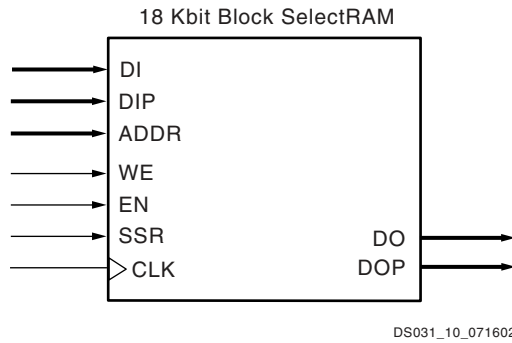 18 Kbit Block SelectRAM
DI
DIP
ADDR
WE
EN
SSR
CLK
DO
DOP
DS031_10_071602